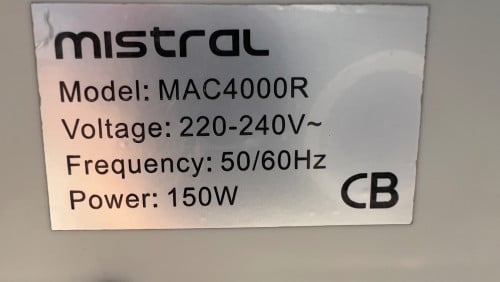 mistral
Model: MAC4000R
Voltage: 220-240V~
Frequency: 50/60Hz
Power: 150W
CB